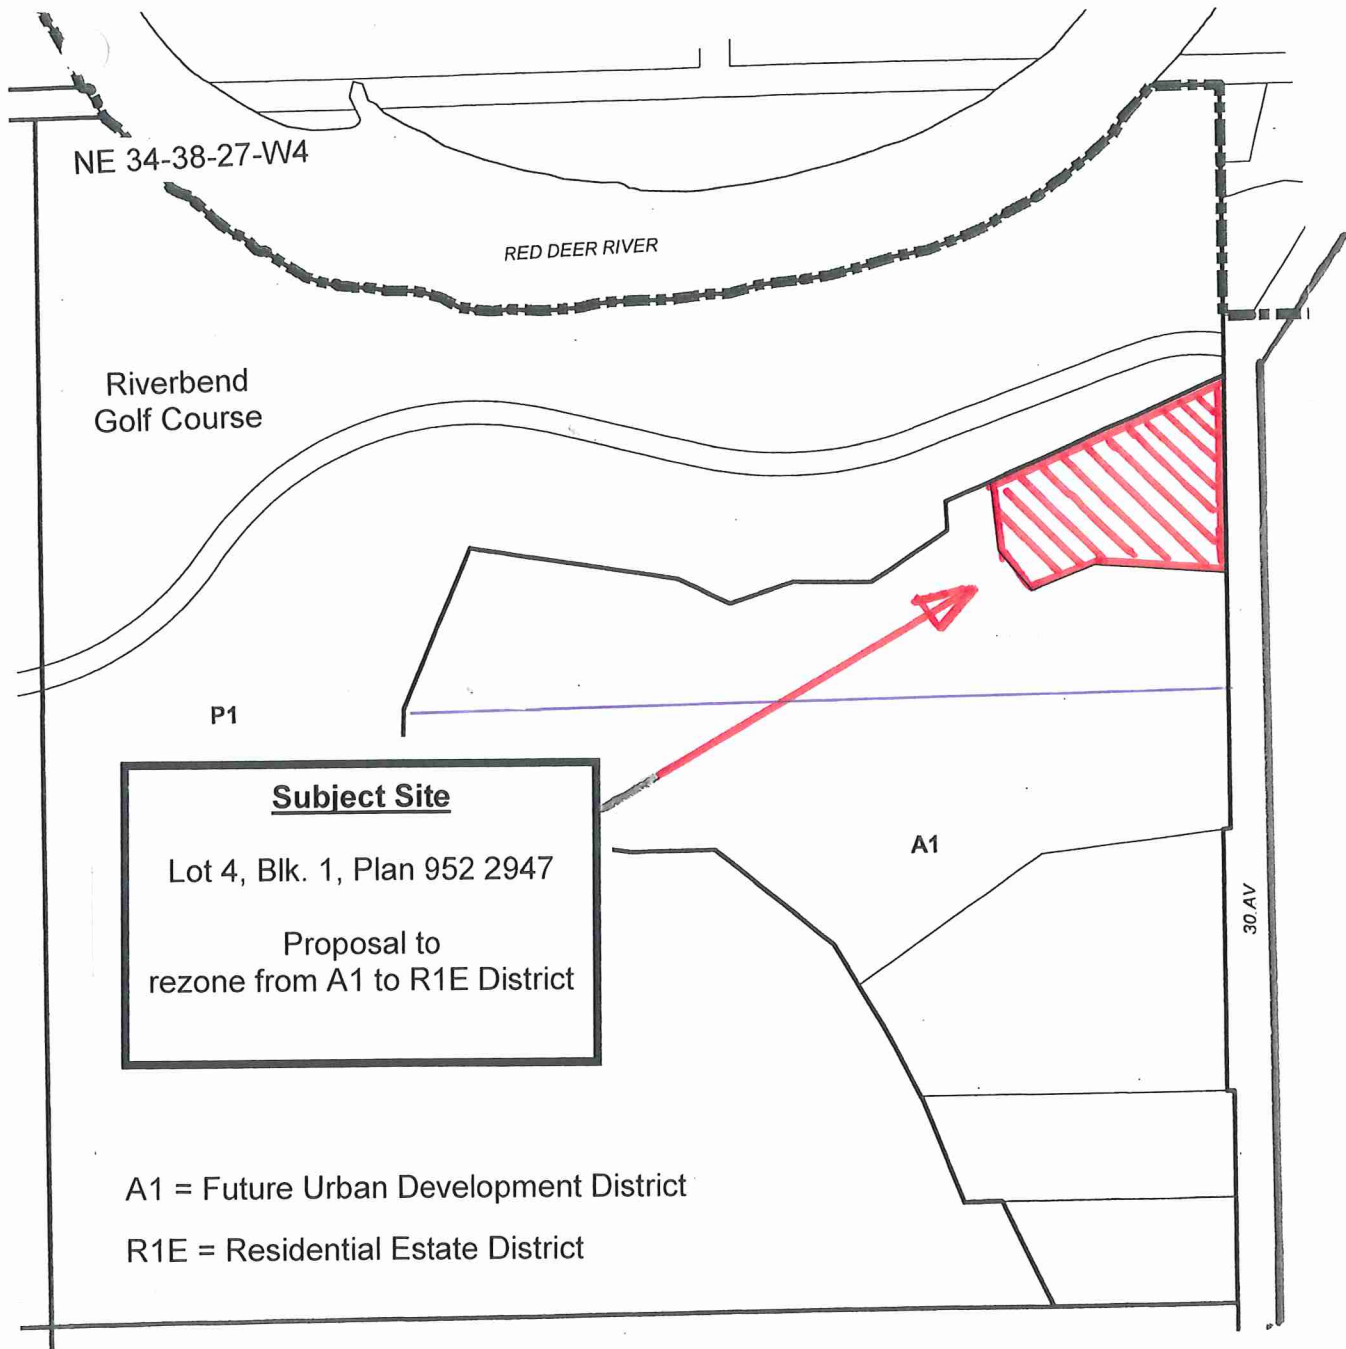 NE 34-38-27-W4
RED DEER RIVER
Riverbend
Golf Course
P1
Subject Site
Lot 4, Blk. 1, Plan 952 2947
Proposal to
rezone from A1 to R1E District
A1
30 AV
A1 = Future Urban Development District
R1E = Residential Estate District